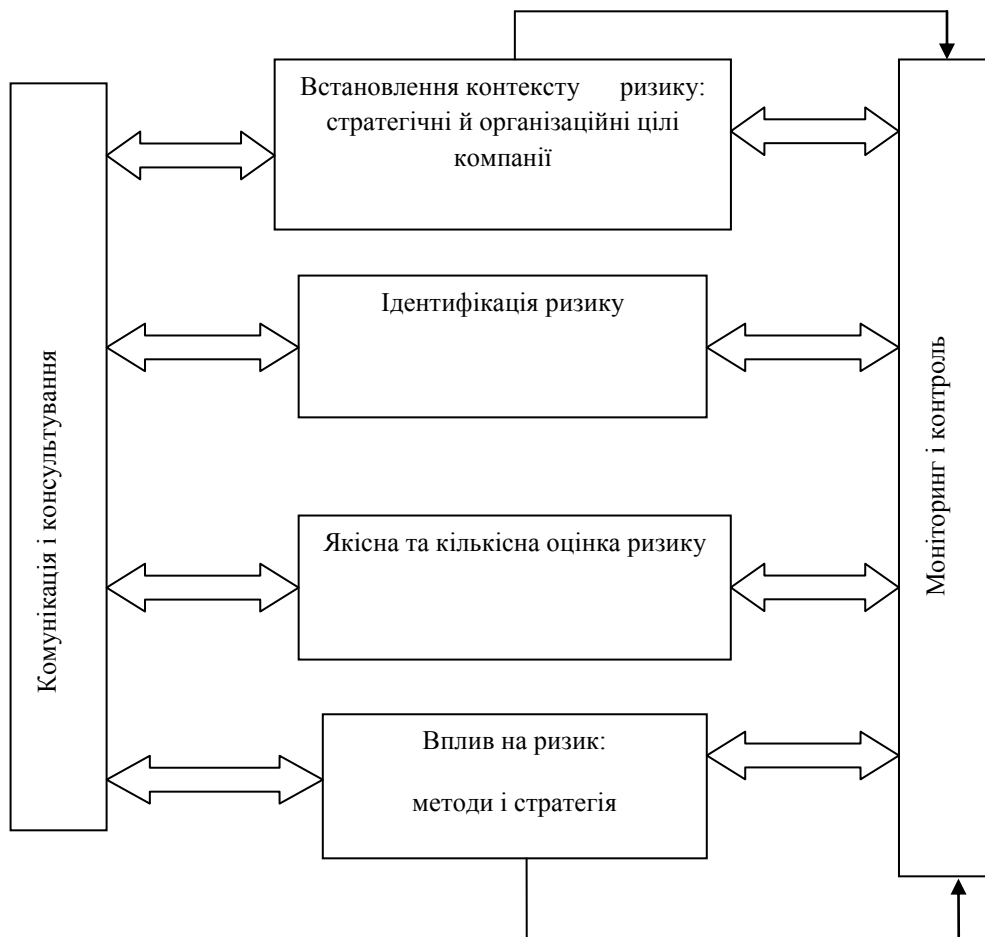 Встановлення контексту ризику:
стратегічні й організаційні цілі
компанії
Ідентифікація ризику
Комунікація і консультування
Моніторинг і контроль
Якісна та кількісна оцінка ризику
Вплив на ризик:
методи і стратегія